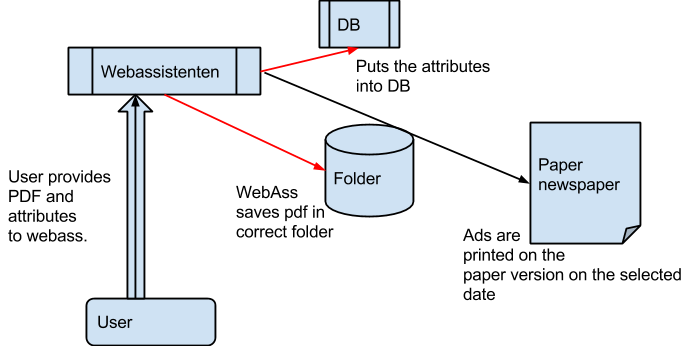 DB
Webassistenten
Puts the attributes
into DB
User provides
PDF and
attributes
to webass.
WebAss
saves pdf in
correct folder
Folder
Paper
newspaper
Ads are
printed on the
paper version on the selected
date
User